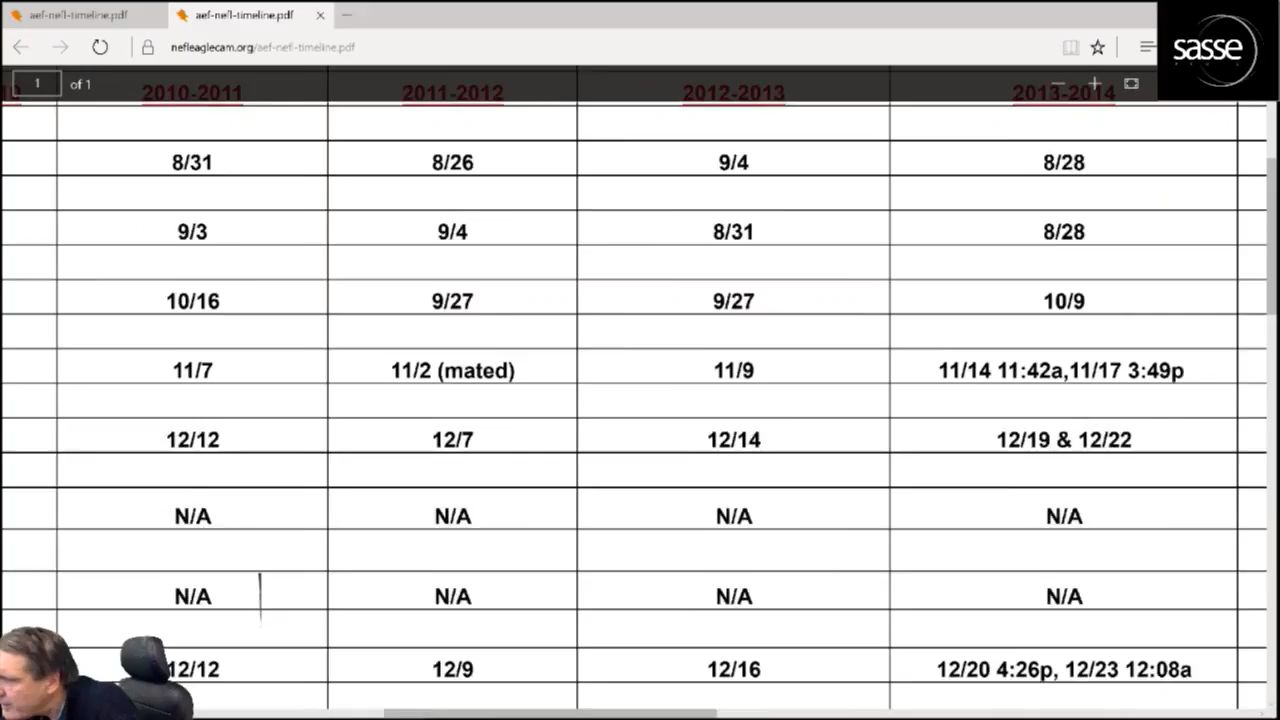 aef-nefl-timeline.pdf aef-nefl-timeline.pdf
nefleaglecam.org/aef-nefl-timeline.pdf
sasse
1 of 1
2010-2011 2011-2012 2012-2013 2013-2014
8/31 8/26 9/4 8/28
9/3 9/4 8/31 8/28
10/16 9/27 9/27 10/9
11/7 11/2 (mated) 11/9 11/14 11:42a,11/17 3:49p
12/12 12/7 12/14 12/19 & 12/22
N/A N/A N/A N/A
N/A N/A N/A N/A
12/12 12/9 12/16 12/20 4:26p, 12/23 12:08a